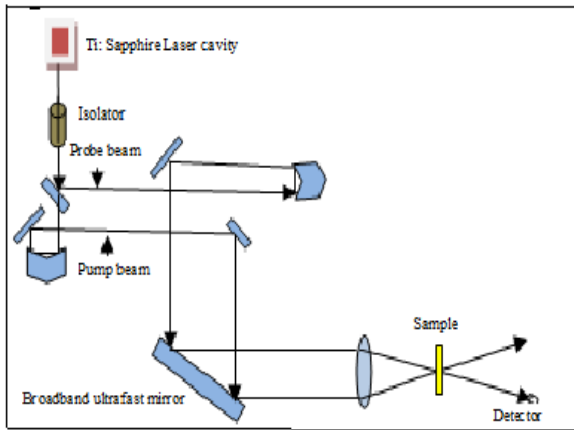 Ti: Sapphire Laser cavity
Isolator
Probe beam
Pump beam
Sample
Broadband ultrafast mirror
Detector